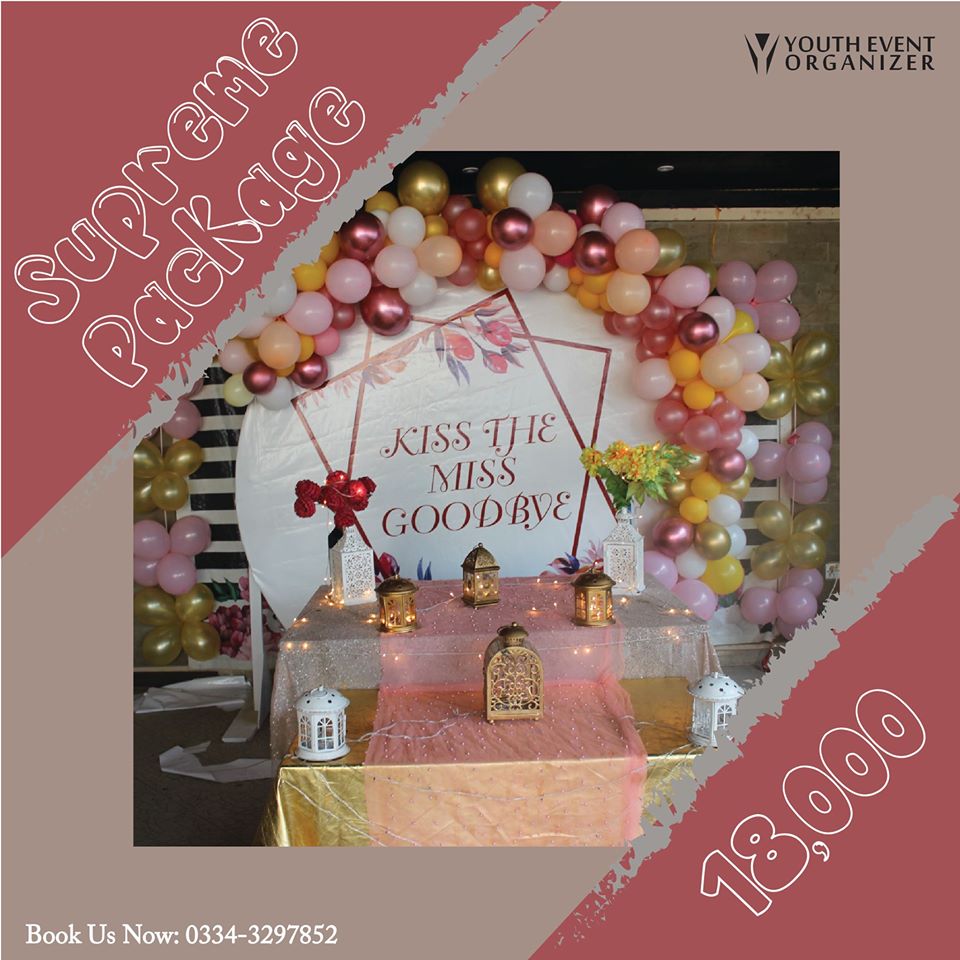 Supreme
Package
YOUTH EVENT
ORGANIZER
KISS THE
MISS
GOODBYE
18,000
Book Us Now: 0334-3297852